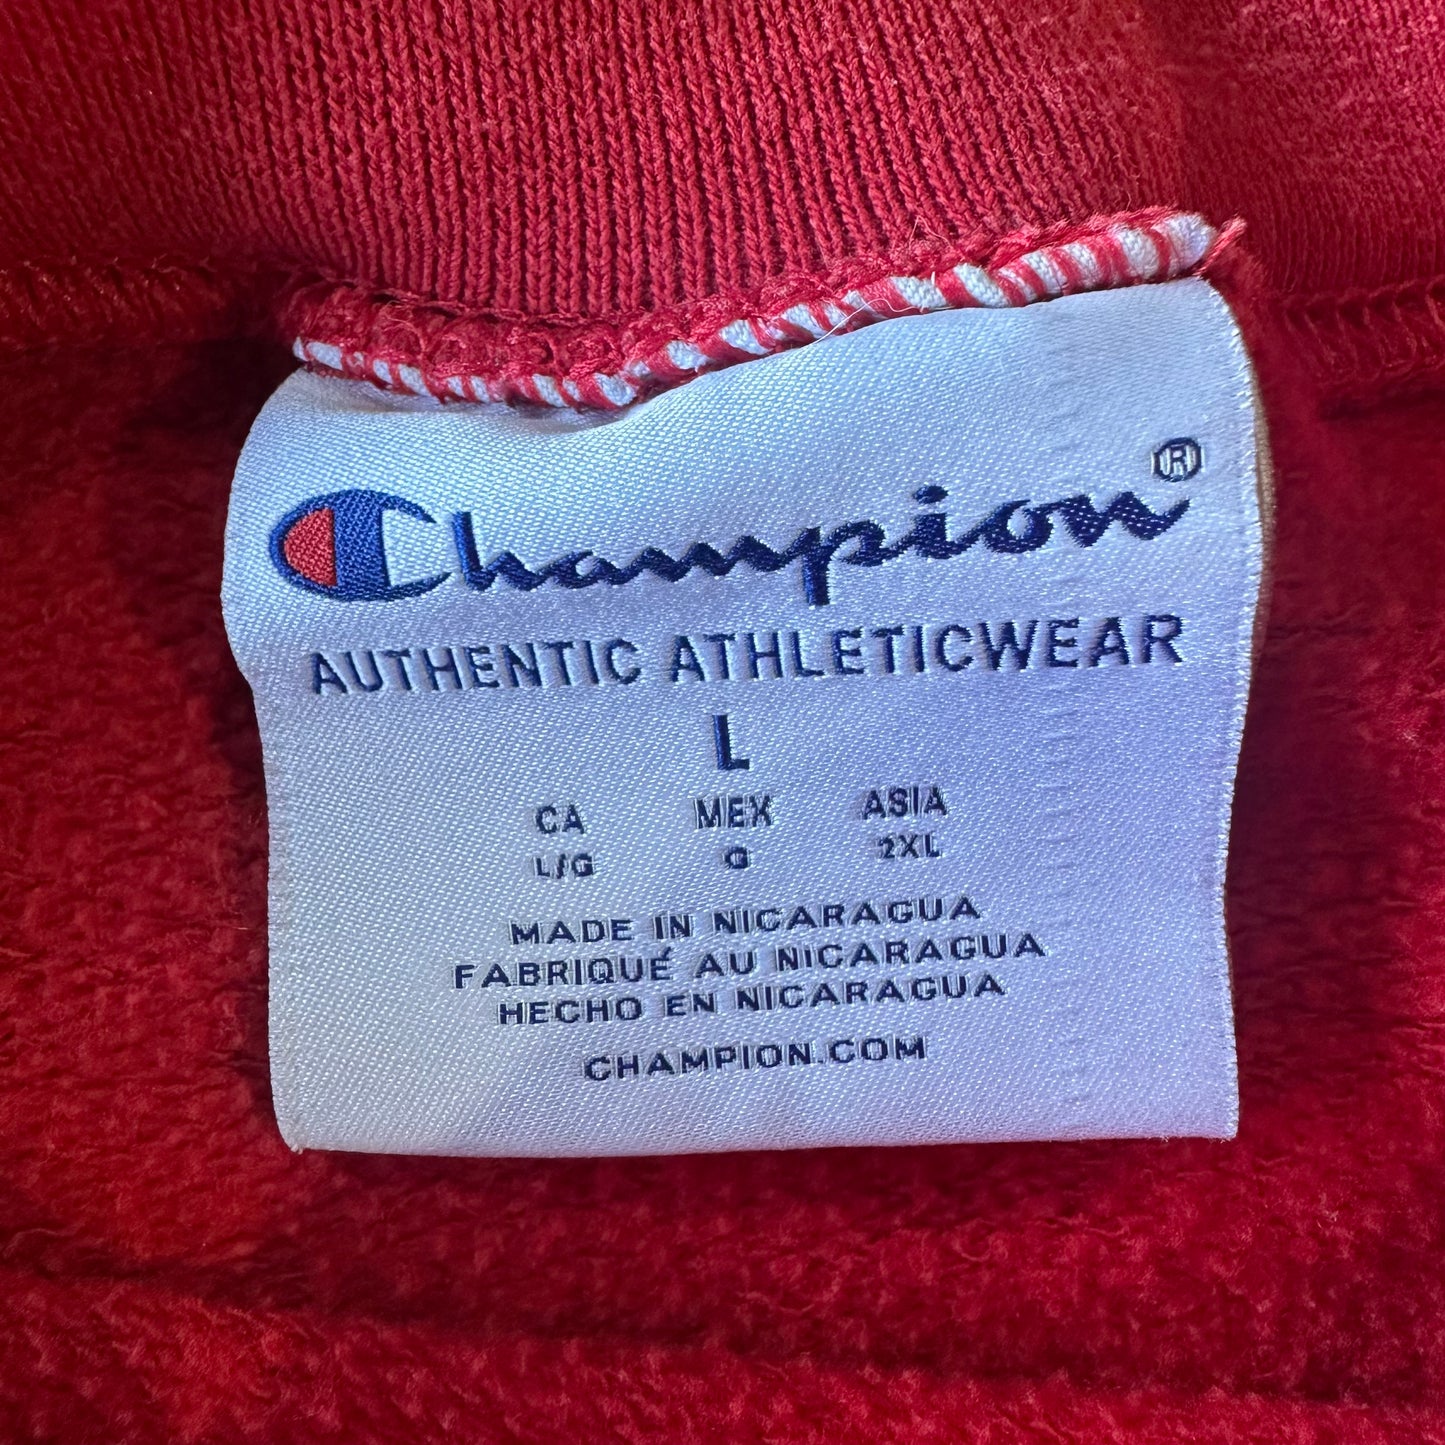 Champion®
AUTHENTIC ATHLETICWEAR
L
CA MEX ASIA
L/G G 2XL
MADE IN NICARAGUA
FABRIQUÉ AU NICARAGUA
HECHO EN NICARAGUA
CHAMPION.COM